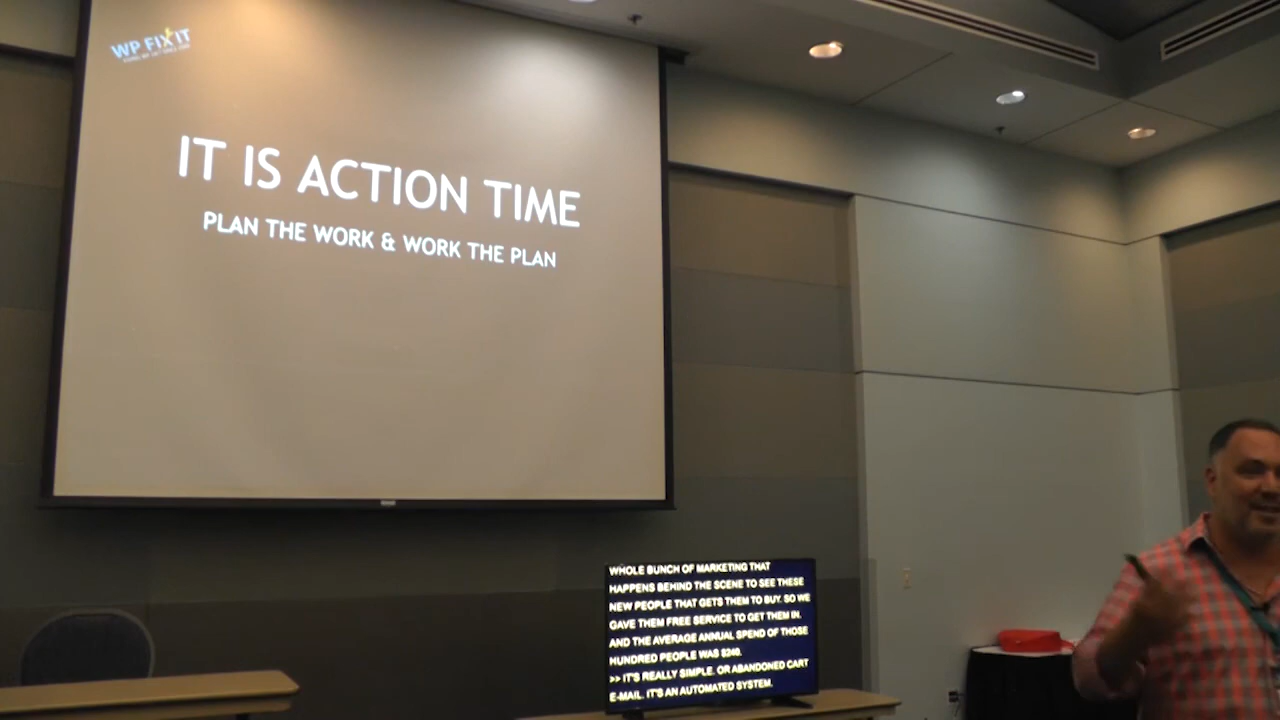 WP FIX IT
IT IS ACTION TIME
PLAN THE WORK & WORK THE PLAN
WHOLE BUNCH OF MARKETING THAT
HAPPENS BEHIND THE SCENE TO SEE THESE
NEW PEOPLE THAT GETS THEM TO BUY. SO WE
GAVE THEM FREE SERVICE TO GET THEM IN.
AND THE AVERAGE ANNUAL SPEND OF THOSE
HUNDRED PEOPLE WAS $240.
>> IT'S REALLY SIMPLE. OR ABANDONED CART
E-MAIL. IT'S AN AUTOMATED SYSTEM.